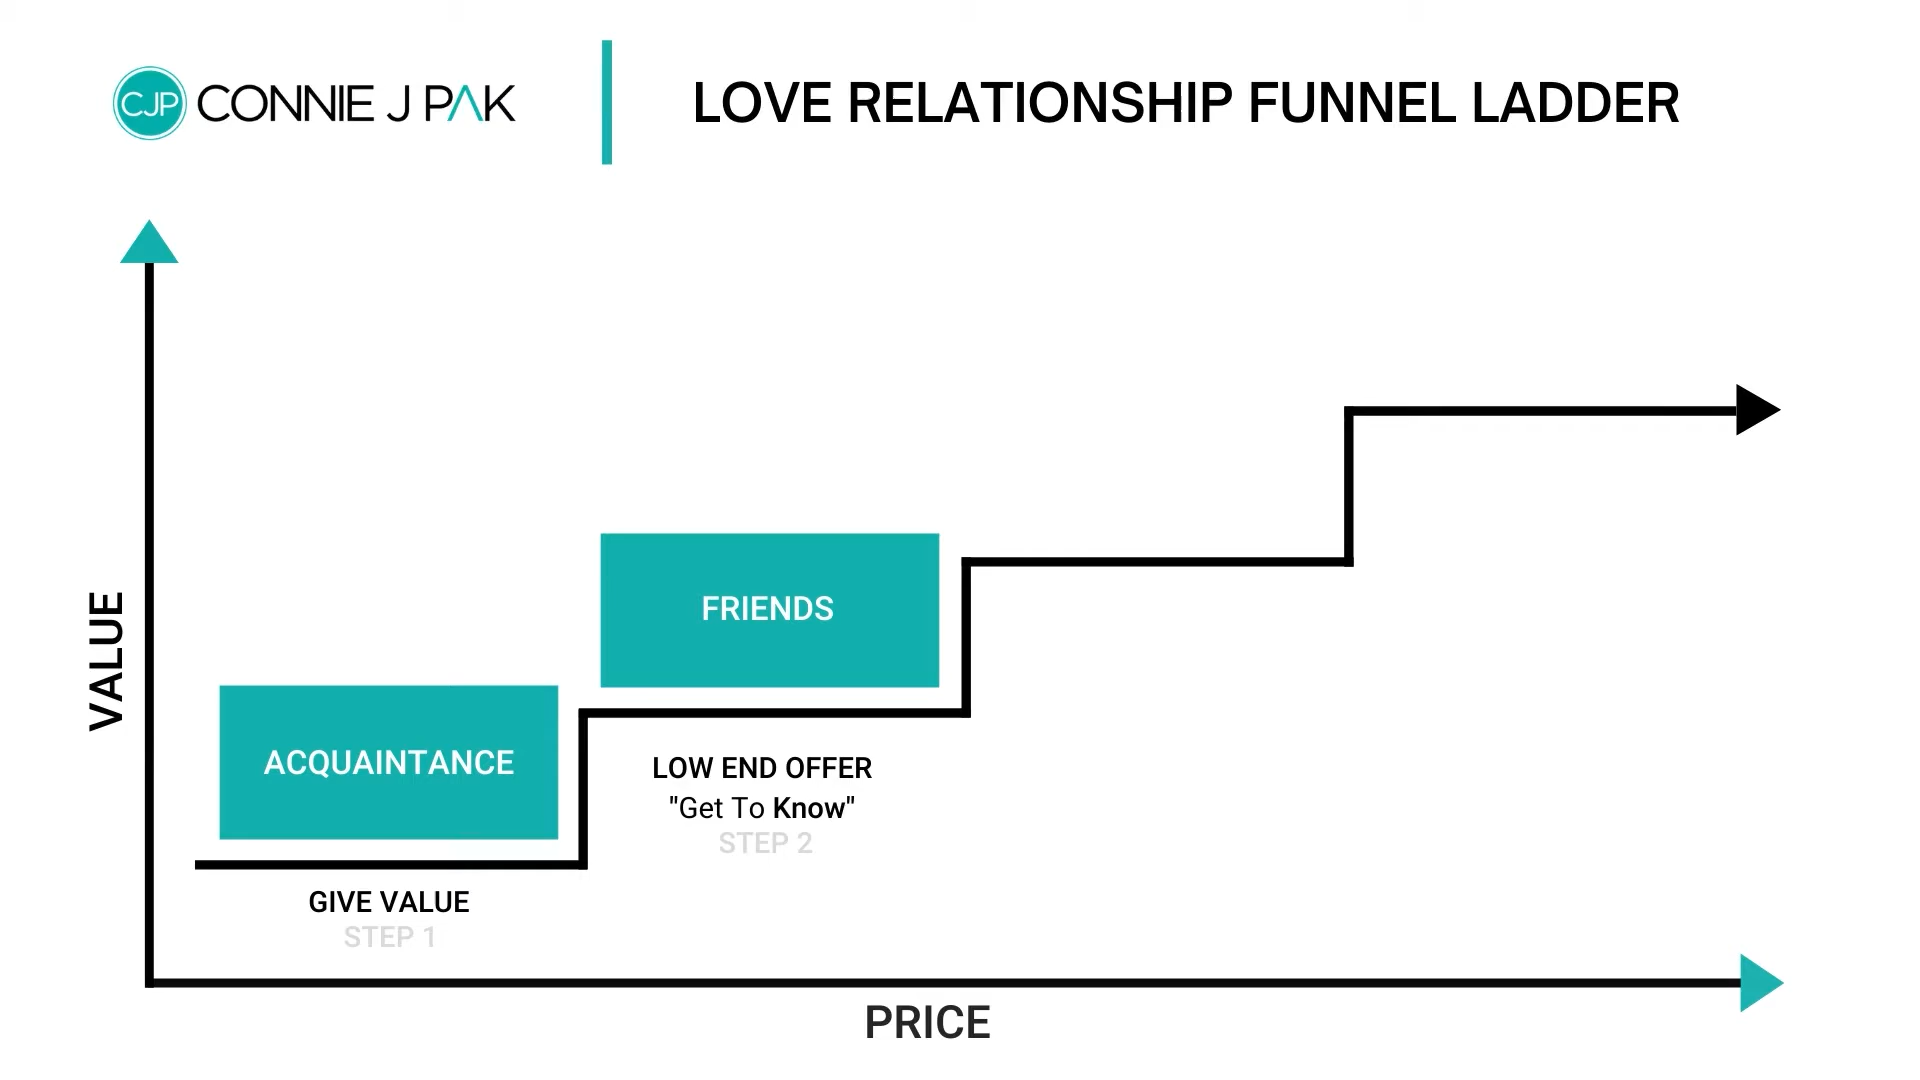 CJP CONNIE J PAK
LOVE RELATIONSHIP FUNNEL LADDER
VALUE
FRIENDS
ACQUAINTANCE
LOW END OFFER
"Get To Know"
STEP 2
GIVE VALUE
STEP 1
PRICE